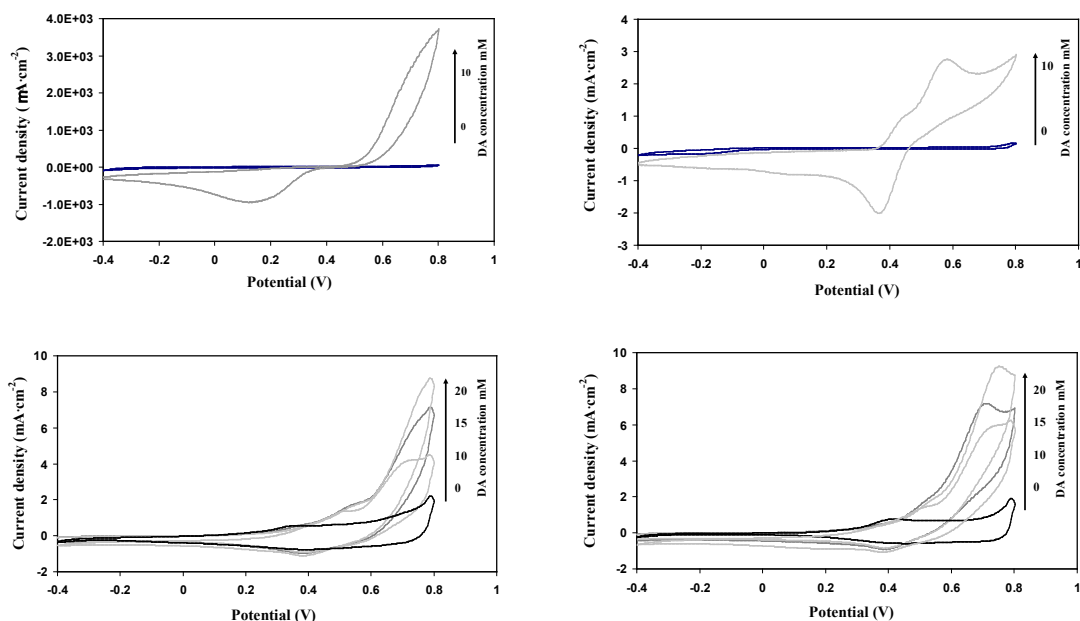 4.0E+03
3.0E+03
2.0E+03
1.0E+03
0.0E+00
-1.0E+03
-2.0E+03
-0.4 -0.2 0 0.2 0.4 0.6 0.8 1
Potential (V)
Current density ( mA·cm⁻²)
10
0
DA concentration mM
4
3
2
1
0
-1
-2
-3
-0.4 -0.2 0 0.2 0.4 0.6 0.8 1
Potential (V)
Current density (mA·cm⁻²)
10
0
DA concentration mM
10
8
6
4
2
0
-2
-0.4 -0.2 0 0.2 0.4 0.6 0.8 1
Potential (V)
Current density (mA·cm⁻²)
20
15
10
0
DA concentration mM
10
8
6
4
2
0
-2
-0.4 -0.2 0 0.2 0.4 0.6 0.8 1
Potential (V)
Current density (mA·cm⁻²)
20
15
10
0
DA concentration mM